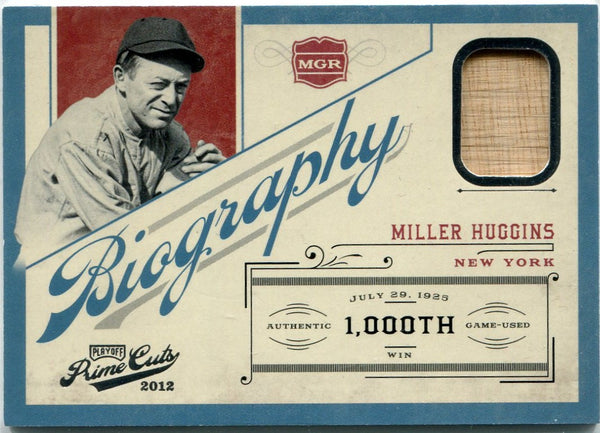 MGR
Biography
MILLER HUGGINS
NEW YORK
JULY 29, 1925
AUTHENTIC 1,000TH GAME-USED
WIN
PLAYOFF
Prime Cuts
2012